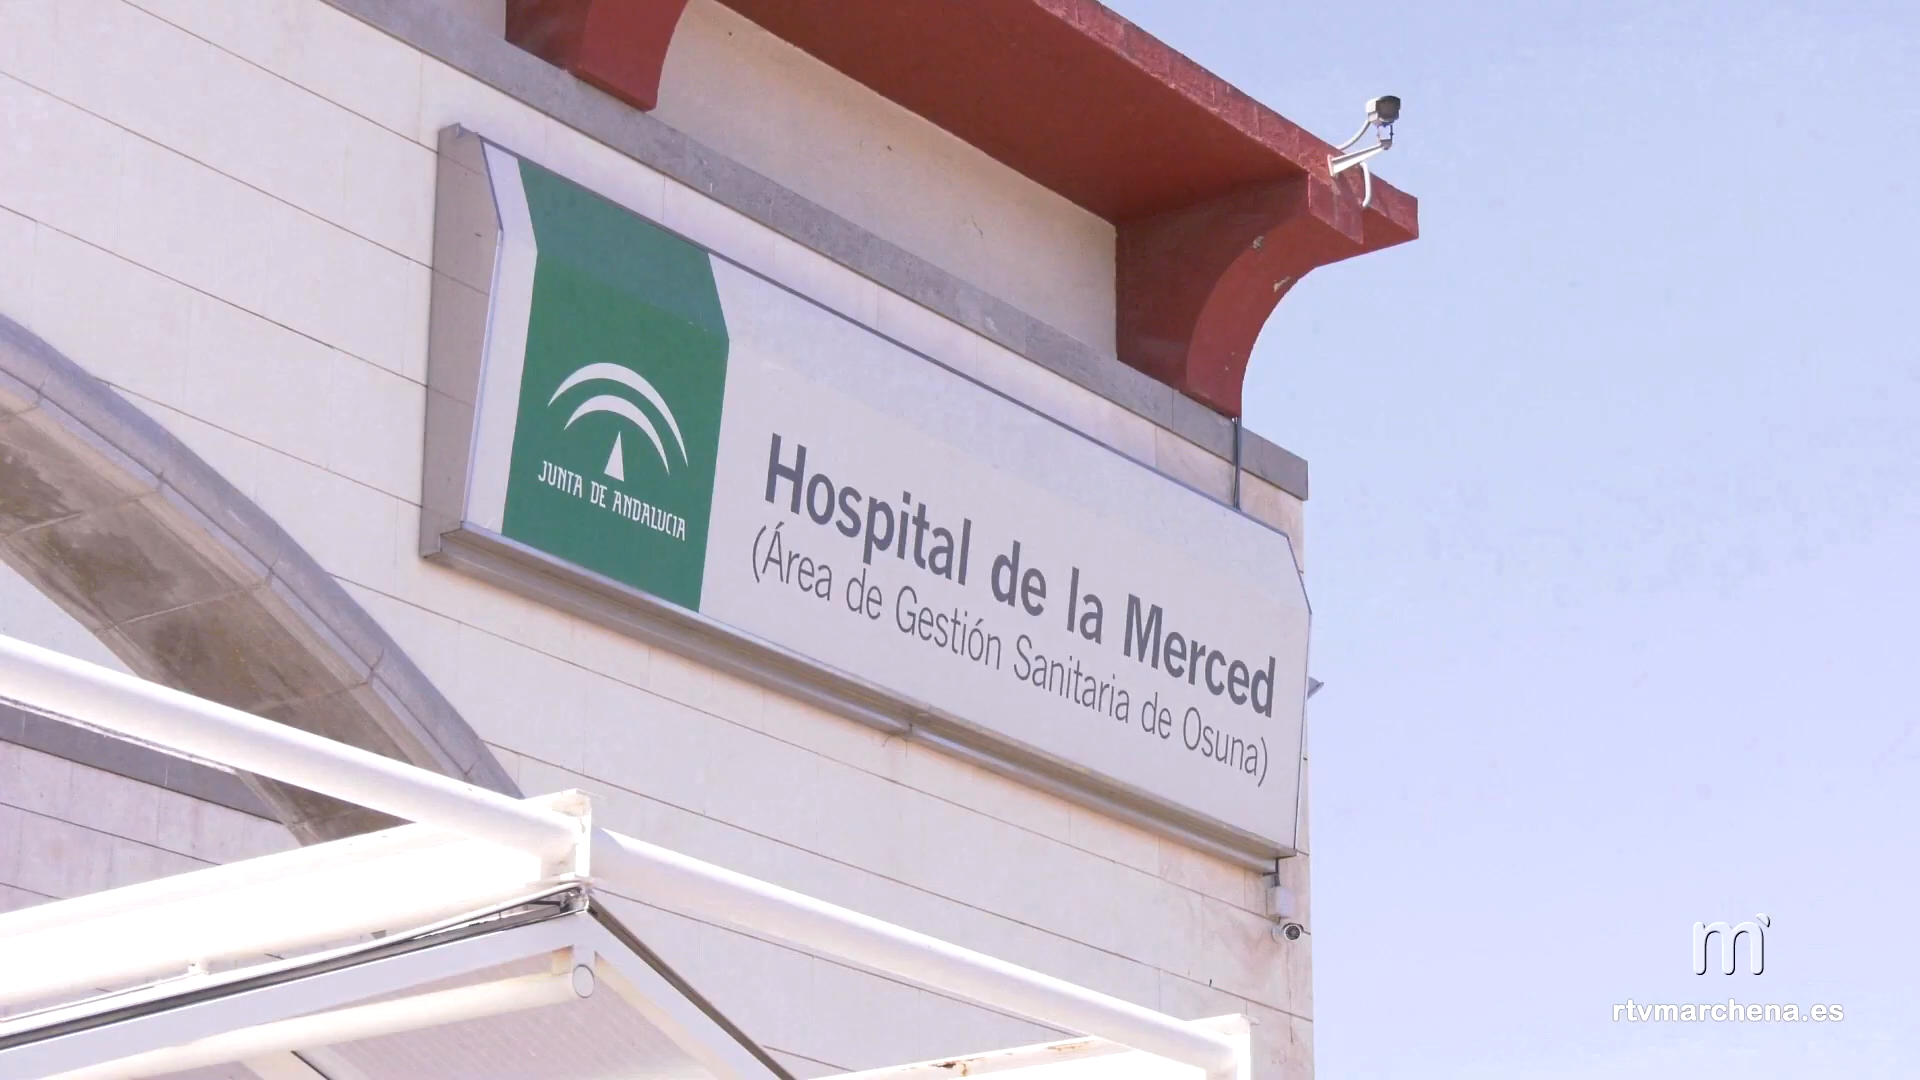 JUNTA DE ANDALUCIA
Hospital de la Merced
(Área de Gestión Sanitaria de Osuna)
m
rtvmarchena.es